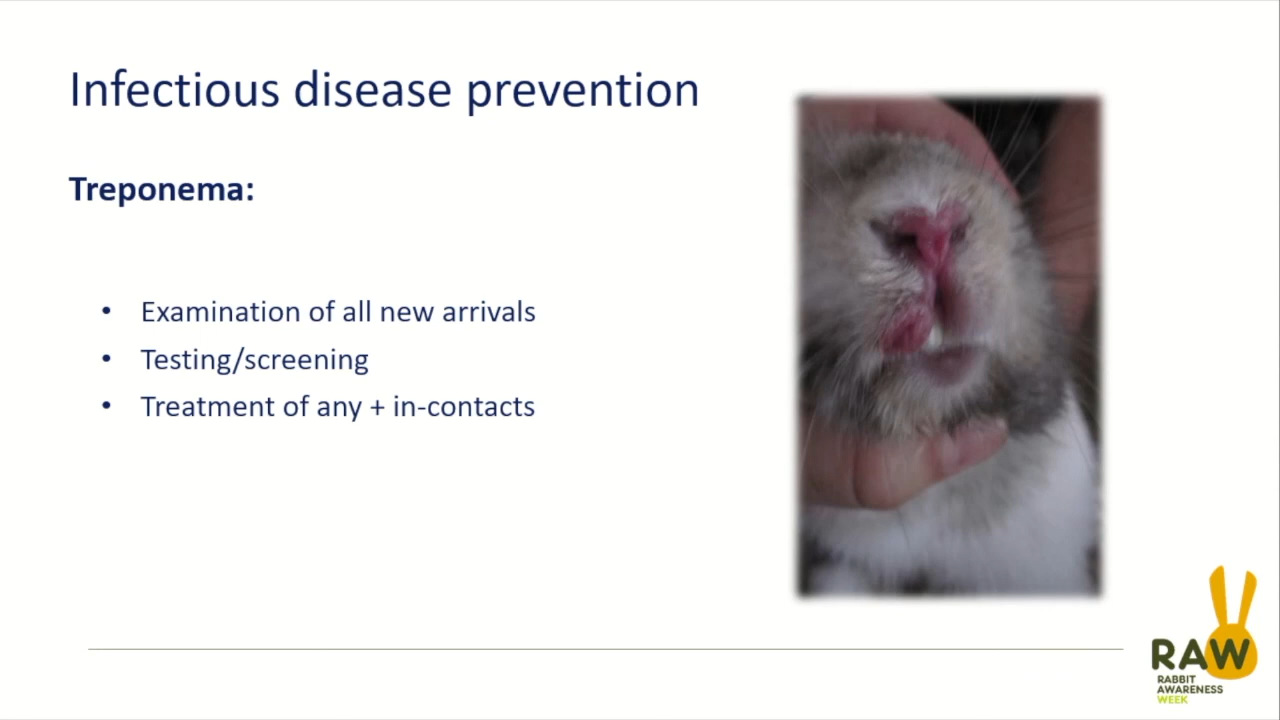 Infectious disease prevention
Treponema:
• Examination of all new arrivals
• Testing/screening
• Treatment of any + in-contacts
RAW
RABBIT
AWARENESS
WEEK